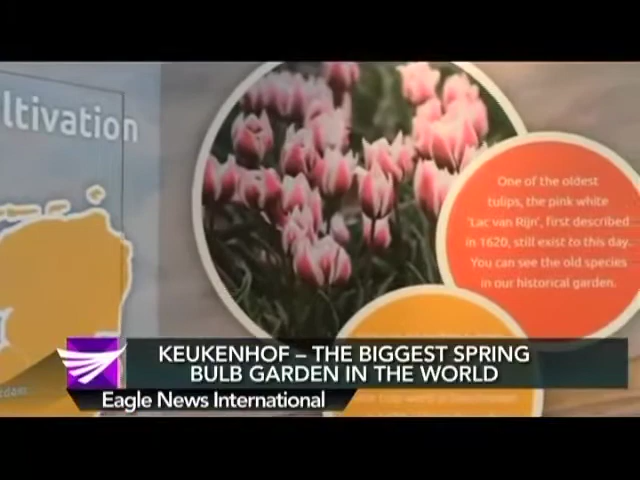 ltivation
One of the oldest
tulips, the pink white
'Lac van Rijn', first described
in 1620, still exist to this day.
You can see the old species
in our historical garden.
KEUKENHOF – THE BIGGEST SPRING
BULB GARDEN IN THE WORLD
Eagle News International